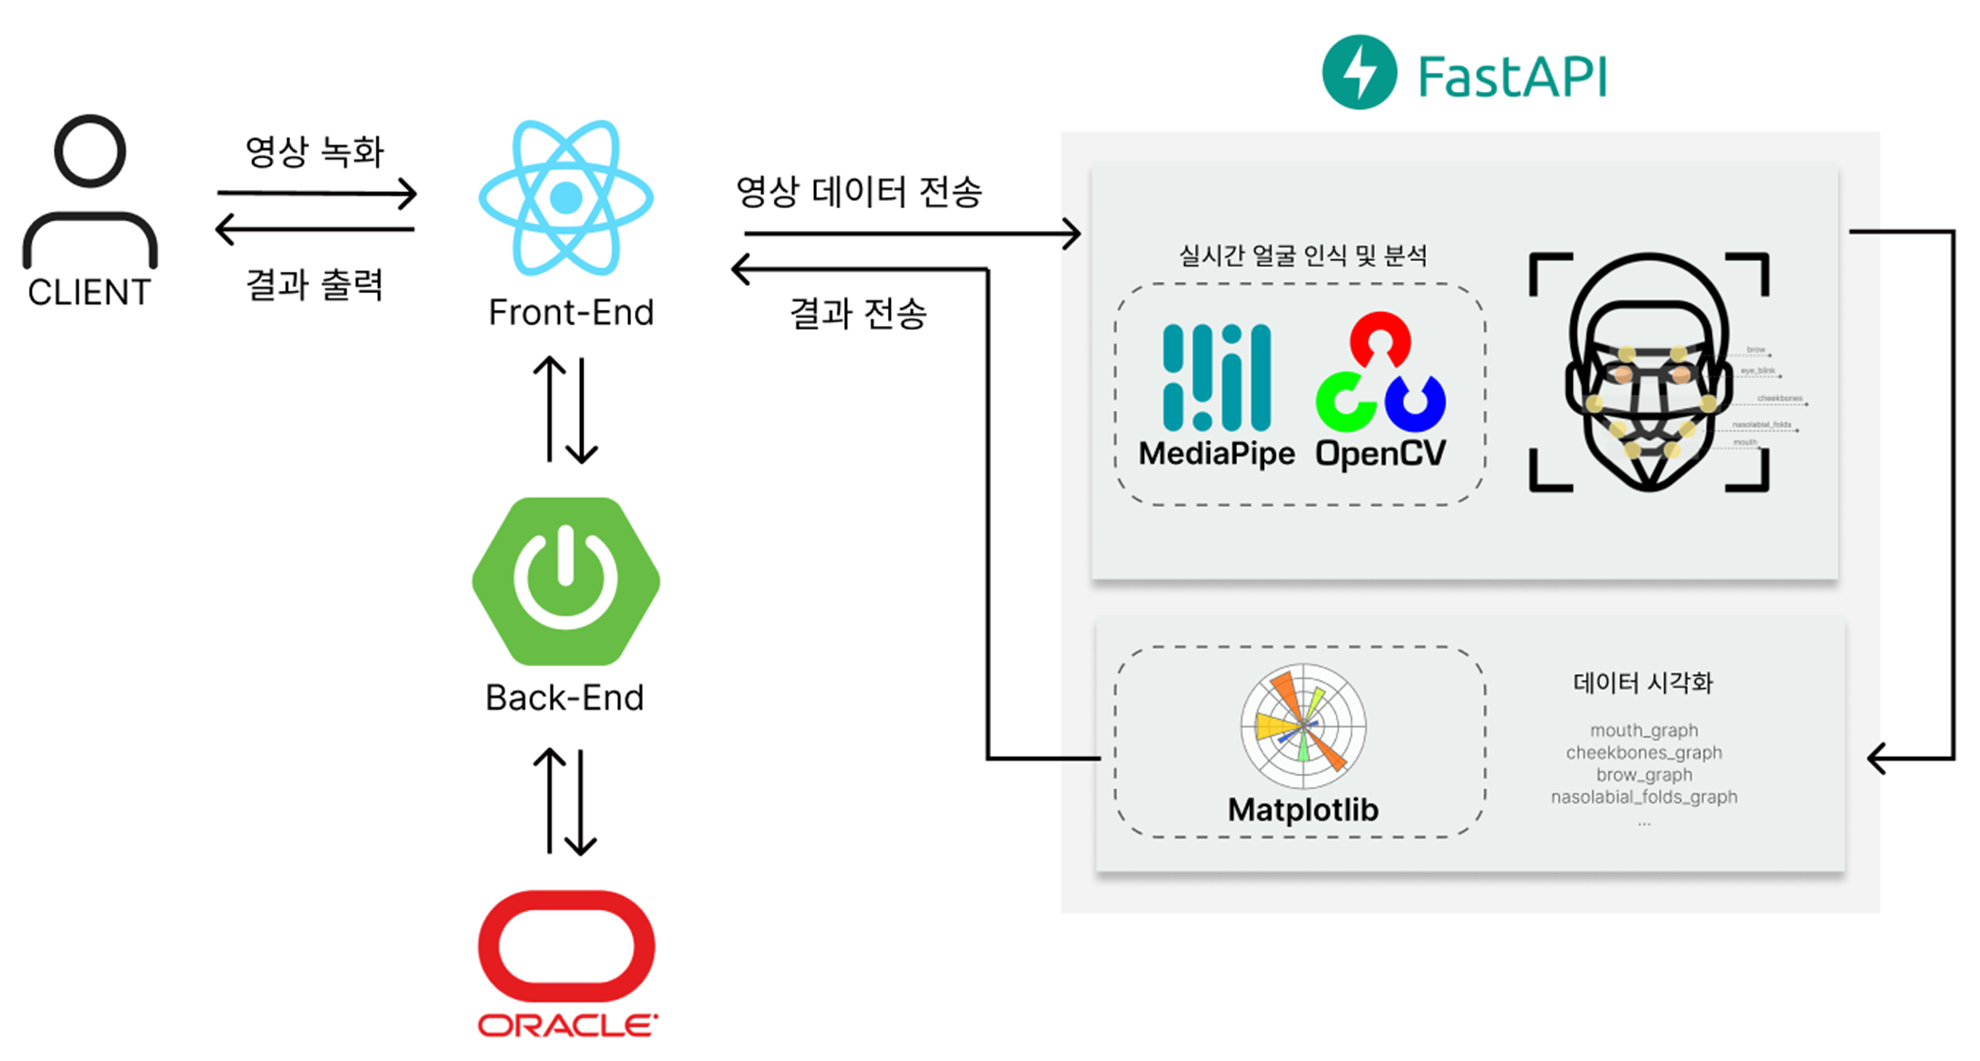 FastAPI
영상 녹화
결과 출력
CLIENT
Front-End
영상 데이터 전송
결과 전송
실시간 얼굴 인식 및 분석
MediaPipe
OpenCV
brow
eye_blink
cheekbones
nasolabial_folds
mouth
Back-End
데이터 시각화
mouth_graph
cheekbones_graph
brow_graph
nasolabial_folds_graph
...
Matplotlib
ORACLE